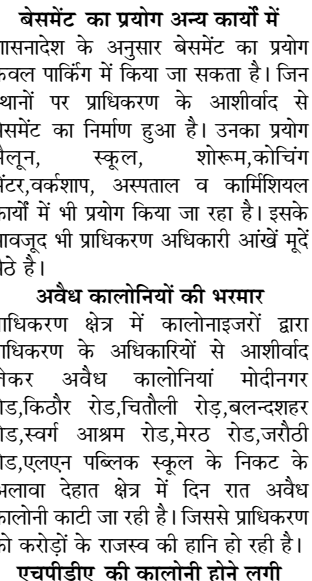 बेसमेंट का प्रयोग अन्य कार्यों में
शासनादेश के अनुसार बेसमेंट का प्रयोग
केवल पार्किंग में किया जा सकता है। जिन
स्थानों पर प्राधिकरण के आशीर्वाद से
बेसमेंट का निर्माण हुआ है। उनका प्रयोग
सैलून, स्कूल, शोरूम,कोचिंग
सेंटर,वर्कशाप, अस्पताल व कार्मिशियल
कार्यों में भी प्रयोग किया जा रहा है। इसके
बावजूद भी प्राधिकरण अधिकारी आंखें मूदें
बैठे है।
अवैध कालोनियों की भरमार
प्राधिकरण क्षेत्र में कालोनाइजरों द्वारा
प्राधिकरण के अधिकारियों से आशीर्वाद
लेकर अवैध कालोनियां मोदीनगर
रोड,किठौर रोड,चितौली रोड़,बलन्दशहर
रोड,स्वर्ग आश्रम रोड,मेरठ रोड,जरौठी
रोड,एलएन पब्लिक स्कूल के निकट के
अलावा देहात क्षेत्र में दिन रात अवैध
कालोनी काटी जा रही है। जिससे प्राधिकरण
को करोड़ों के राजस्व की हानि हो रही है।
एचपीडीए की कालोनी होने लगी